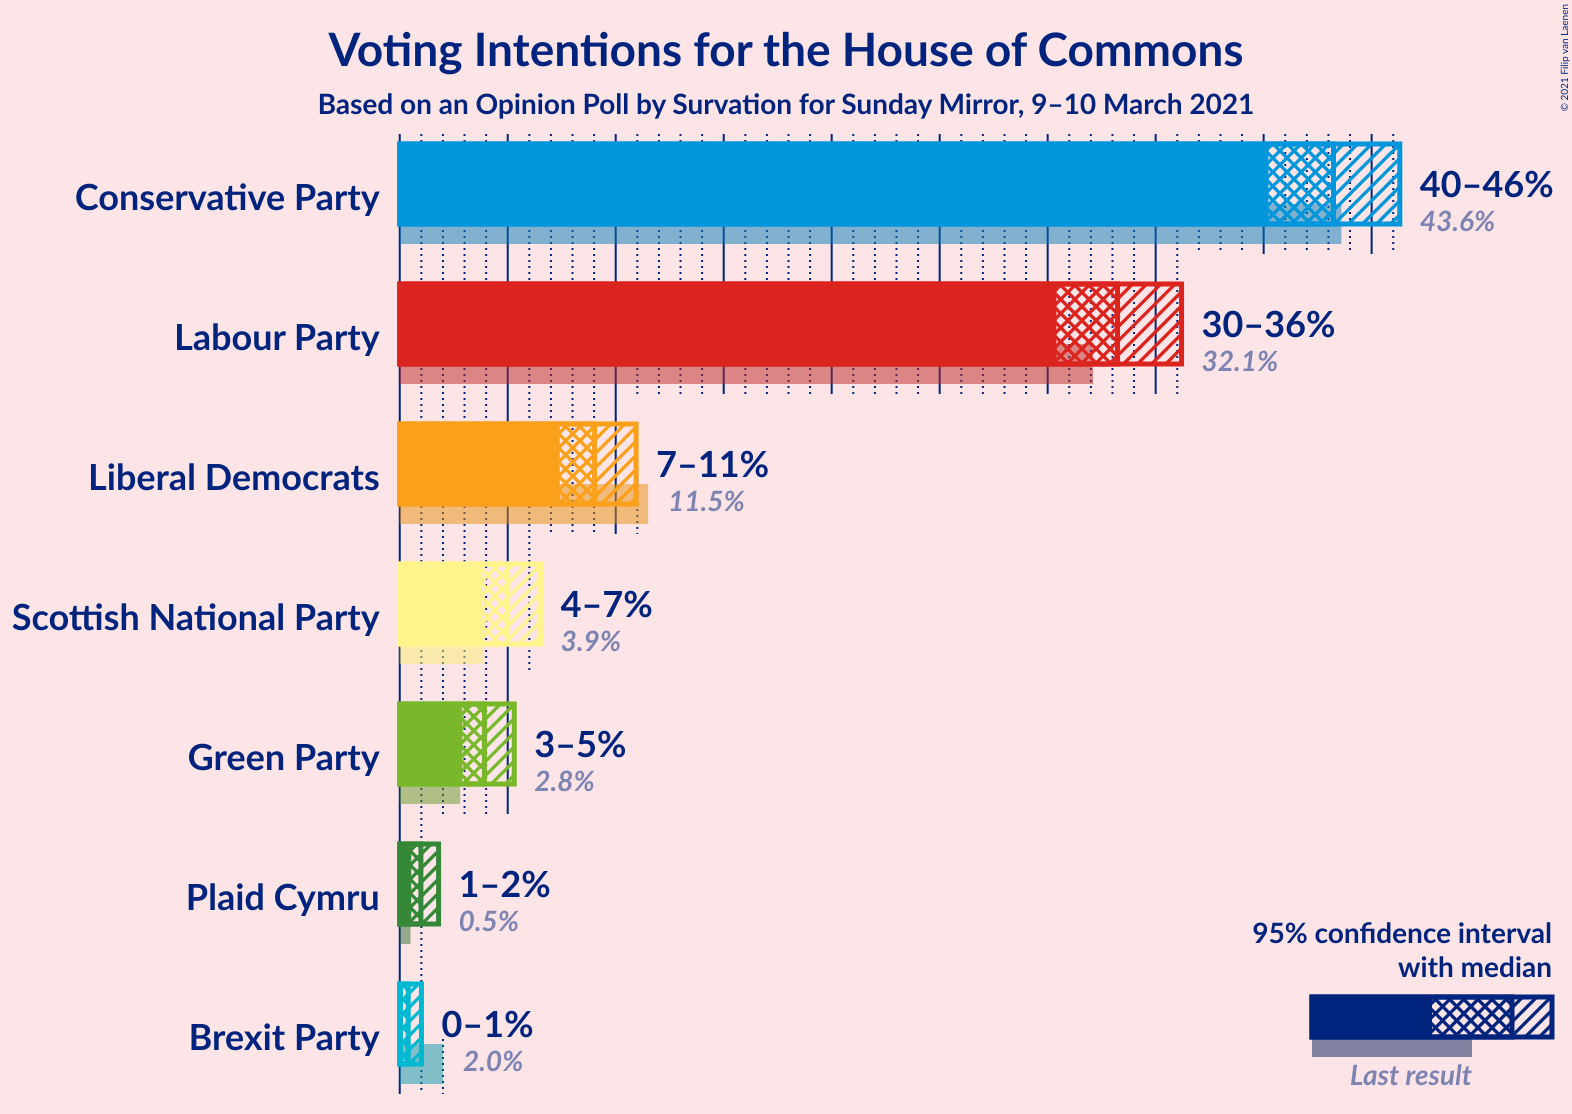 Voting Intentions for the House of Commons
Based on an Opinion Poll by Survation for Sunday Mirror, 9–10 March 2021
© 2021 Filip van Laenen
Conservative Party
40–46%
43.6%
Labour Party
30–36%
32.1%
Liberal Democrats
7–11%
11.5%
Scottish National Party
4–7%
3.9%
Green Party
3–5%
2.8%
Plaid Cymru
1–2%
0.5%
Brexit Party
0–1%
2.0%
95% confidence interval
with median
Last result